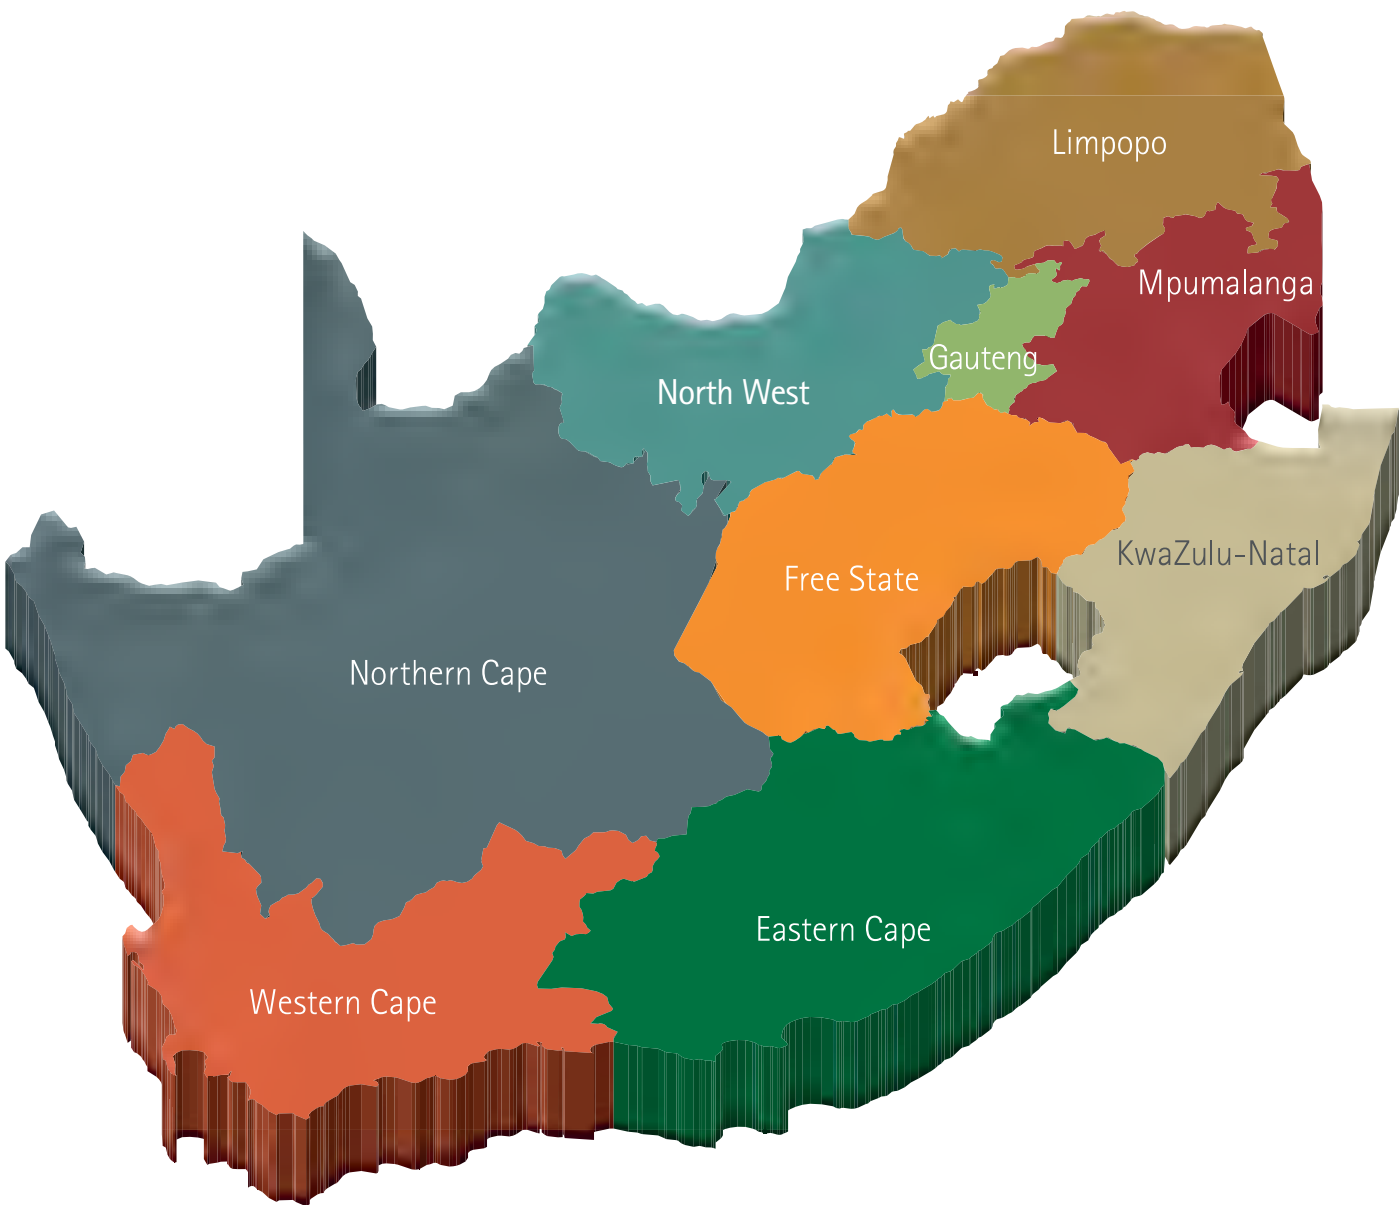 Limpopo
Mpumalanga
Gauteng
North West
KwaZulu-Natal
Free State
Northern Cape
Eastern Cape
Western Cape